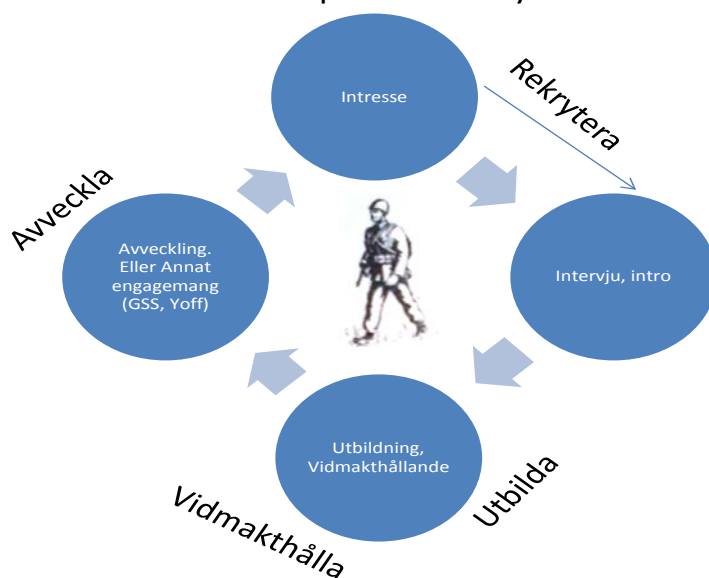 Intresse
Rekrytera
Intervju, intro
Utbilda
Utbildning,
Vidmakthållande
Vidmakthålla
Avveckling.
Eller Annat
engagemang
(GSS, Yoff)
Avveckla